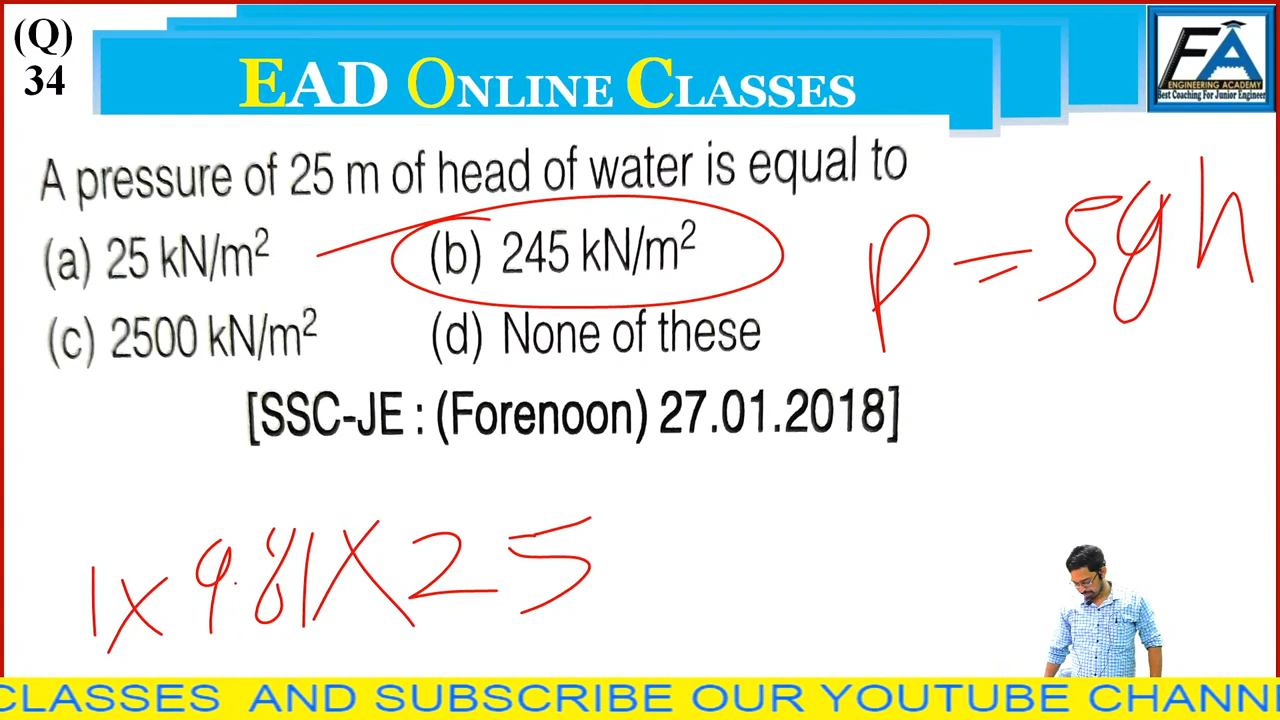 (Q)
34
EAD ONLINE CLASSES
EA
ENGINEERING ACADEMY
Best Coaching For Junior Engineer
A pressure of 25 m of head of water is equal to
(a) 25 kN/m² (b) 245 kN/m²
(c) 2500 kN/m² (d) None of these
[SSC-JE : (Forenoon) 27.01.2018]
P = ρgh
1 x 9.81 x 25
CLASSES AND SUBSCRIBE OUR YOUTUBE CHANN